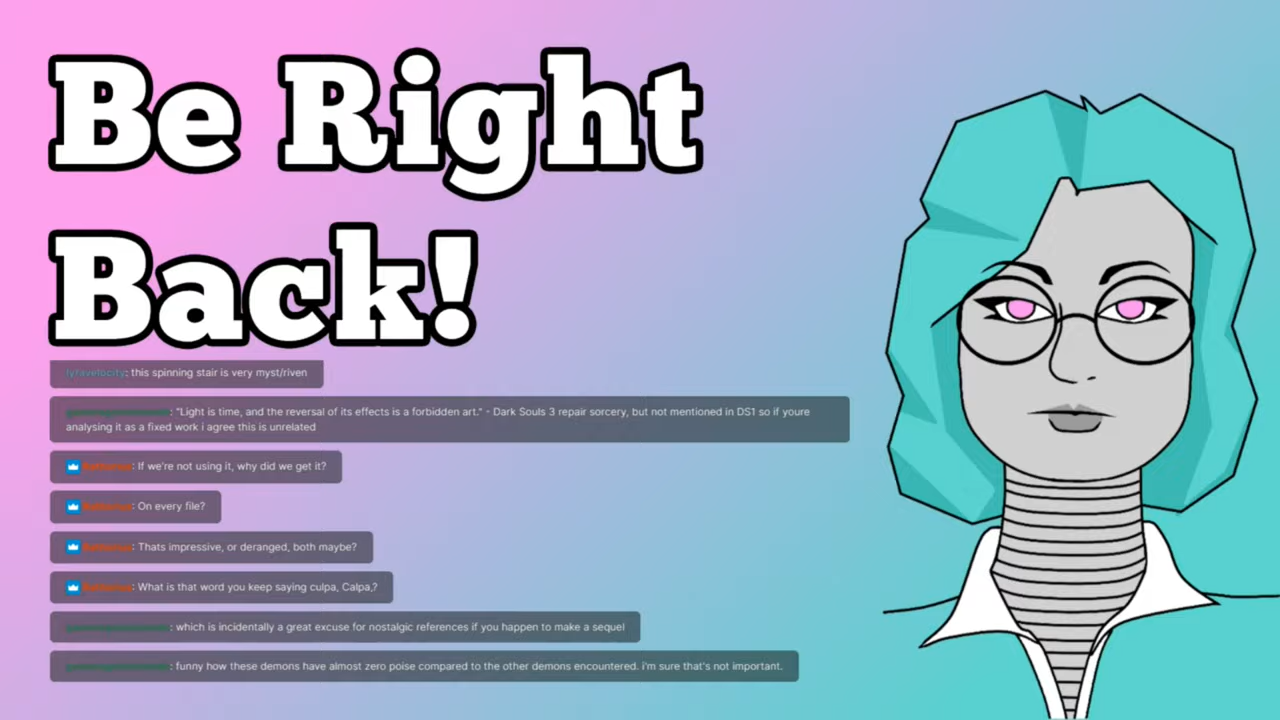 Be Right
Back!
lyravelocity: this spinning stair is very myst/riven
: "Light is time, and the reversal of its effects is a forbidden art." - Dark Souls 3 repair sorcery, but not mentioned in DS1 so if youre
analysing it as a fixed work i agree this is unrelated
: If we're not using it, why did we get it?
: On every file?
: Thats impressive, or deranged, both maybe?
: What is that word you keep saying culpa, Calpa,?
: which is incidentally a great excuse for nostalgic references if you happen to make a sequel
: funny how these demons have almost zero poise compared to the other demons encountered. i'm sure that's not important.